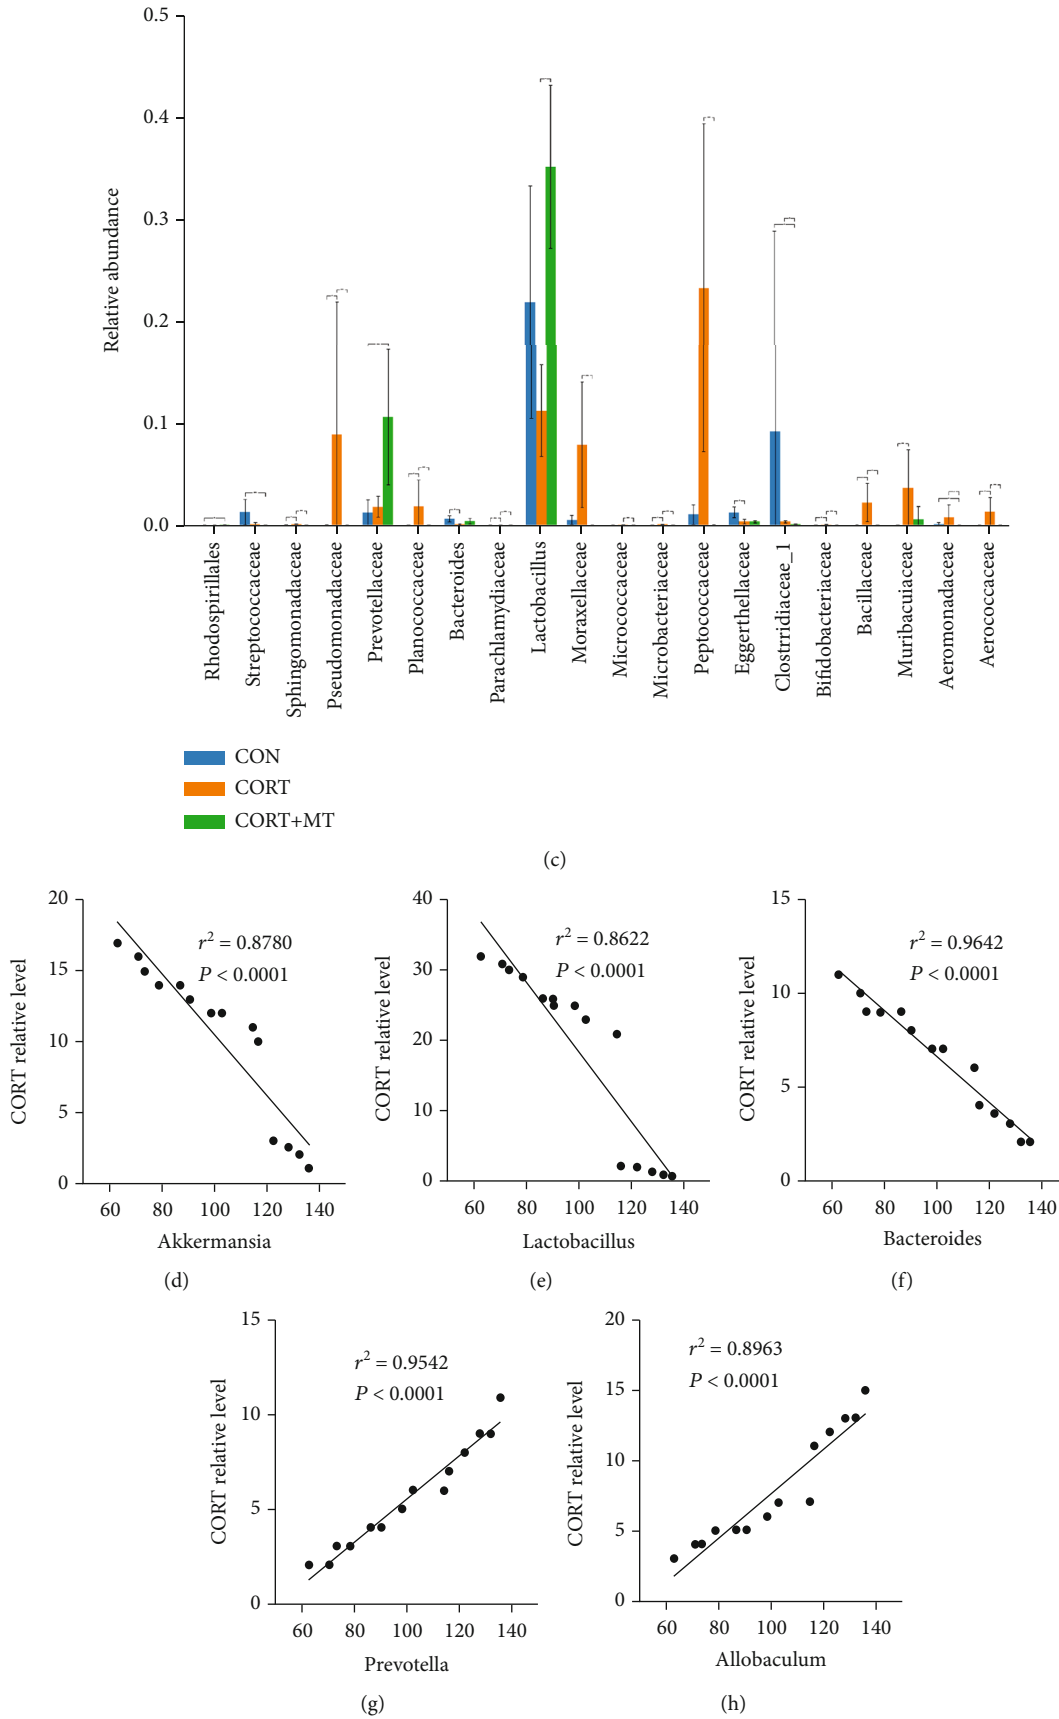 0.5
0.4
0.3
0.2
0.1
0.0
Relative abundance
Rhodospirillales
Streptococcaceae
Sphingomonadaceae
Pseudomonadaceae
Prevotellaceae
Planococcaceae
Bacteroides
Parachlamydiaceae
Lactobacillus
Moraxellaceae
Micrococcaceae
Microbacteriaceae
Peptococcaceae
Eggerthellaceae
Clostrridiaceae_1
Bifidobacteriaceae
Bacillaceae
Muribacuiaceae
Aeromonadaceae
Aerococcaceae
CON
CORT
CORT+MT
(c)
20
15
10
5
0
CORT relative level
r² = 0.8780
P < 0.0001
60 80 100 120 140
Akkermansia
(d)
40
30
20
10
0
CORT relative level
r² = 0.8622
P < 0.0001
60 80 100 120 140
Lactobacillus
(e)
15
10
5
0
CORT relative level
r² = 0.9642
P < 0.0001
60 80 100 120 140
Bacteroides
(f)
15
10
5
0
CORT relative level
r² = 0.9542
P < 0.0001
60 80 100 120 140
Prevotella
(g)
20
15
10
5
0
CORT relative level
r² = 0.8963
P < 0.0001
60 80 100 120 140
Allobaculum
(h)